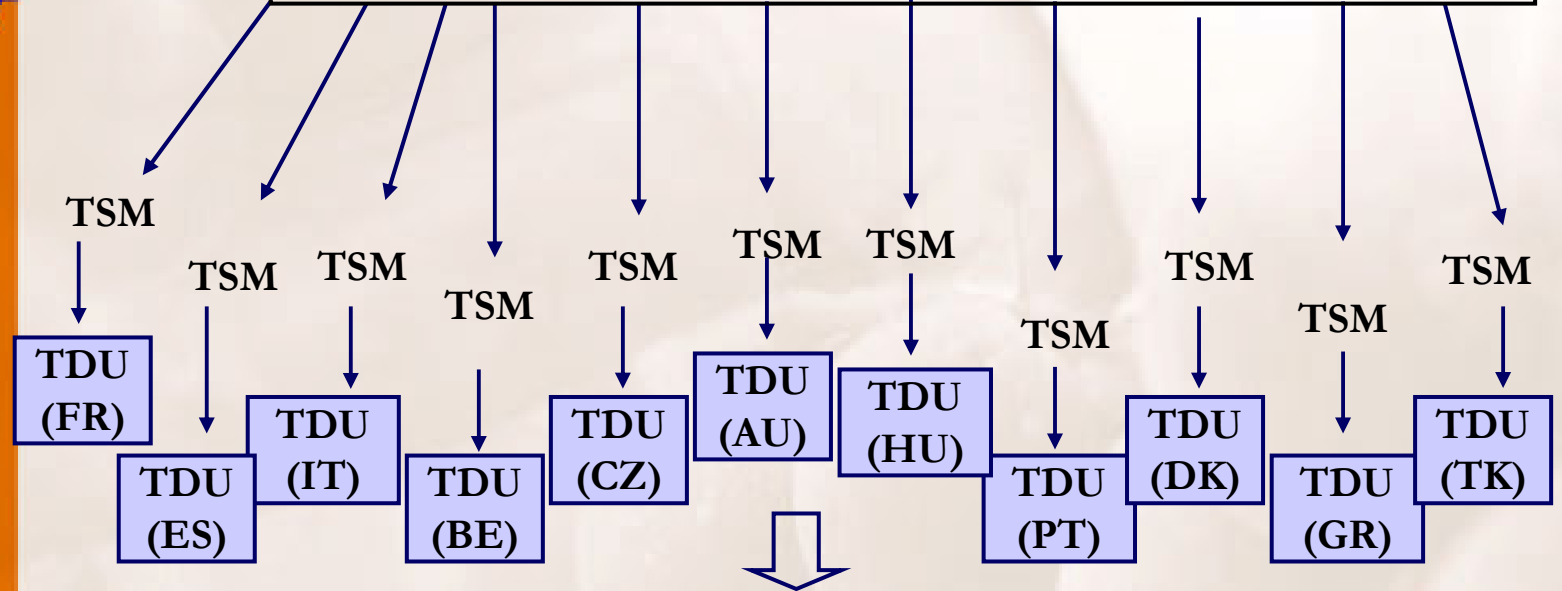 TSM
TSM
TSM
TSM
TSM
TSM
TSM
TSM
TSM
TSM
TSM
TDU
(FR)
TDU
(ES)
TDU
(IT)
TDU
(BE)
TDU
(CZ)
TDU
(AU)
TDU
(HU)
TDU
(PT)
TDU
(DK)
TDU
(GR)
TDU
(TK)